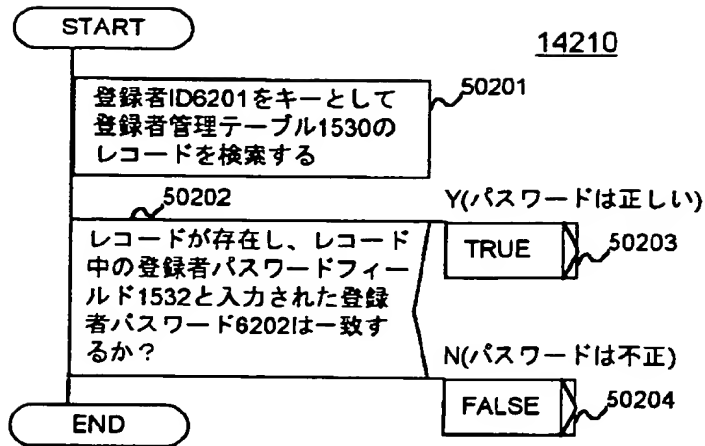 START
14210
50201
登録者ID6201をキーとして
登録者管理テーブル1530の
レコードを検索する
50202
Y(パスワードは正しい)
レコードが存在し、レコード
中の登録者パスワードフィー
ルド1532と入力された登録
者パスワード6202は一致す
るか？
TRUE
50203
N(パスワードは不正)
FALSE
50204
END